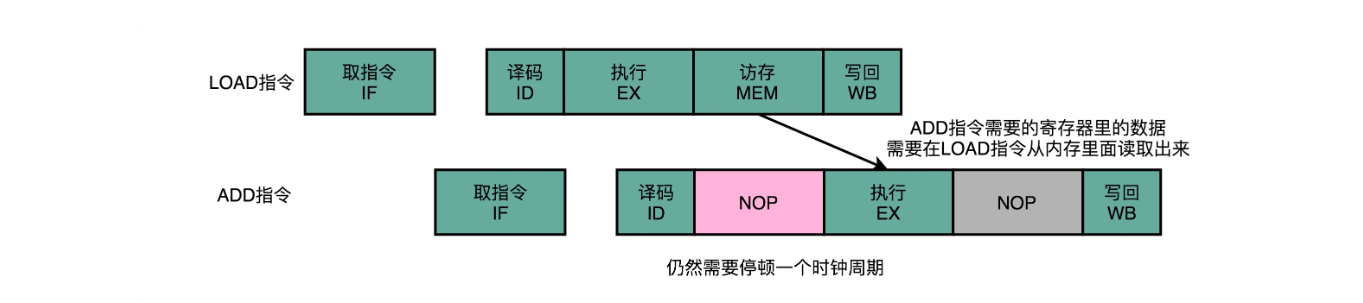 LOAD指令
取指令
IF
译码
ID
执行
EX
访存
MEM
写回
WB
ADD指令需要的寄存器里的数据
需要在LOAD指令从内存里面读取出来
ADD指令
取指令
IF
译码
ID
NOP
执行
EX
NOP
写回
WB
仍然需要停顿一个时钟周期